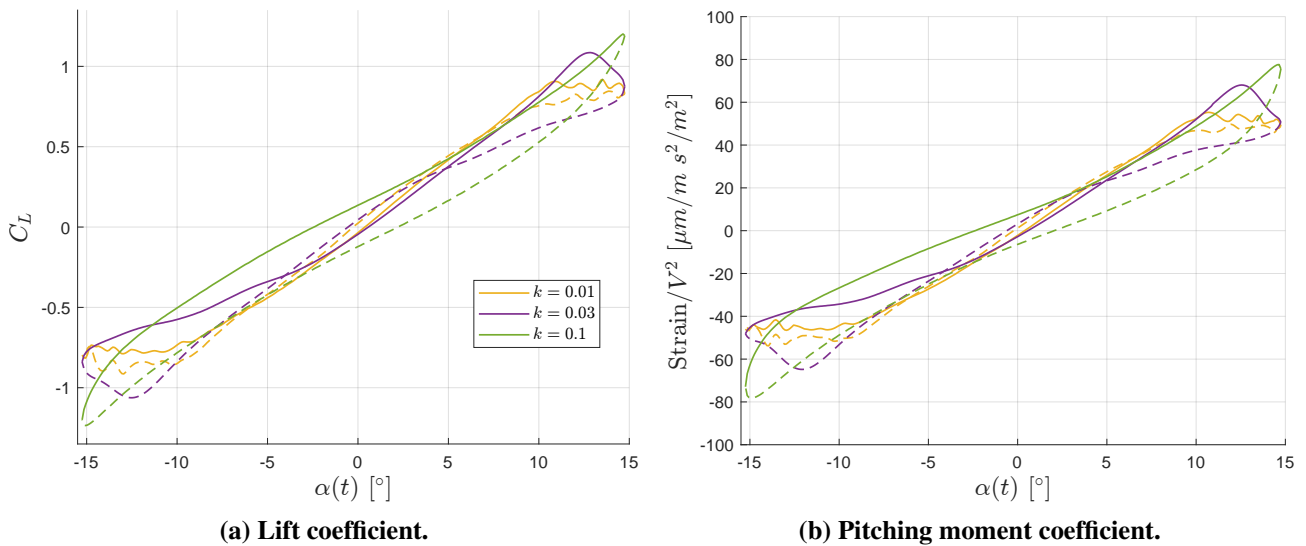 1
0.5
0
-0.5
-1
C_L
-15 -10 -5 0 5 10 15
α(t) [°]
k = 0.01
k = 0.03
k = 0.1
(a) Lift coefficient.
100
80
60
40
20
0
-20
-40
-60
-80
-100
Strain/V² [μm/m s²/m²]
-15 -10 -5 0 5 10 15
α(t) [°]
(b) Pitching moment coefficient.